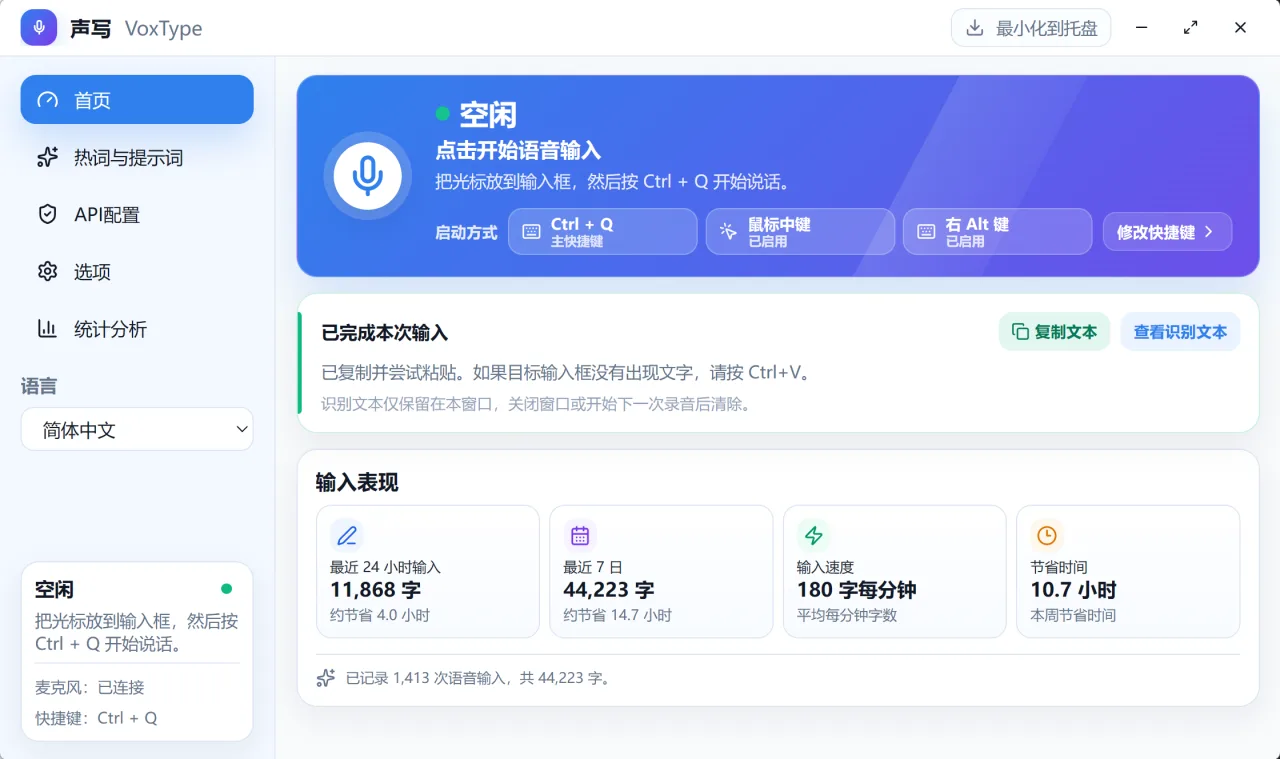 声写 VoxType
最小化到托盘
首页
热词与提示词
API配置
选项
统计分析
语言
简体中文
空闲
把光标放到输入框，然后按
Ctrl + Q 开始说话。
麦克风：已连接
快捷键：Ctrl + Q
空闲
点击开始语音输入
把光标放到输入框，然后按 Ctrl + Q 开始说话。
启动方式
Ctrl + Q
主快捷键
鼠标中键
已启用
右 Alt 键
已启用
修改快捷键
已完成本次输入
复制文本
查看识别文本
已复制并尝试粘贴。如果目标输入框没有出现文字，请按 Ctrl+V。
识别文本仅保留在本窗口，关闭窗口或开始下一次录音后清除。
输入表现
最近 24 小时输入
11,868 字
约节省 4.0 小时
最近 7 日
44,223 字
约节省 14.7 小时
输入速度
180 字每分钟
平均每分钟字数
节省时间
10.7 小时
本周节省时间
已记录 1,413 次语音输入，共 44,223 字。